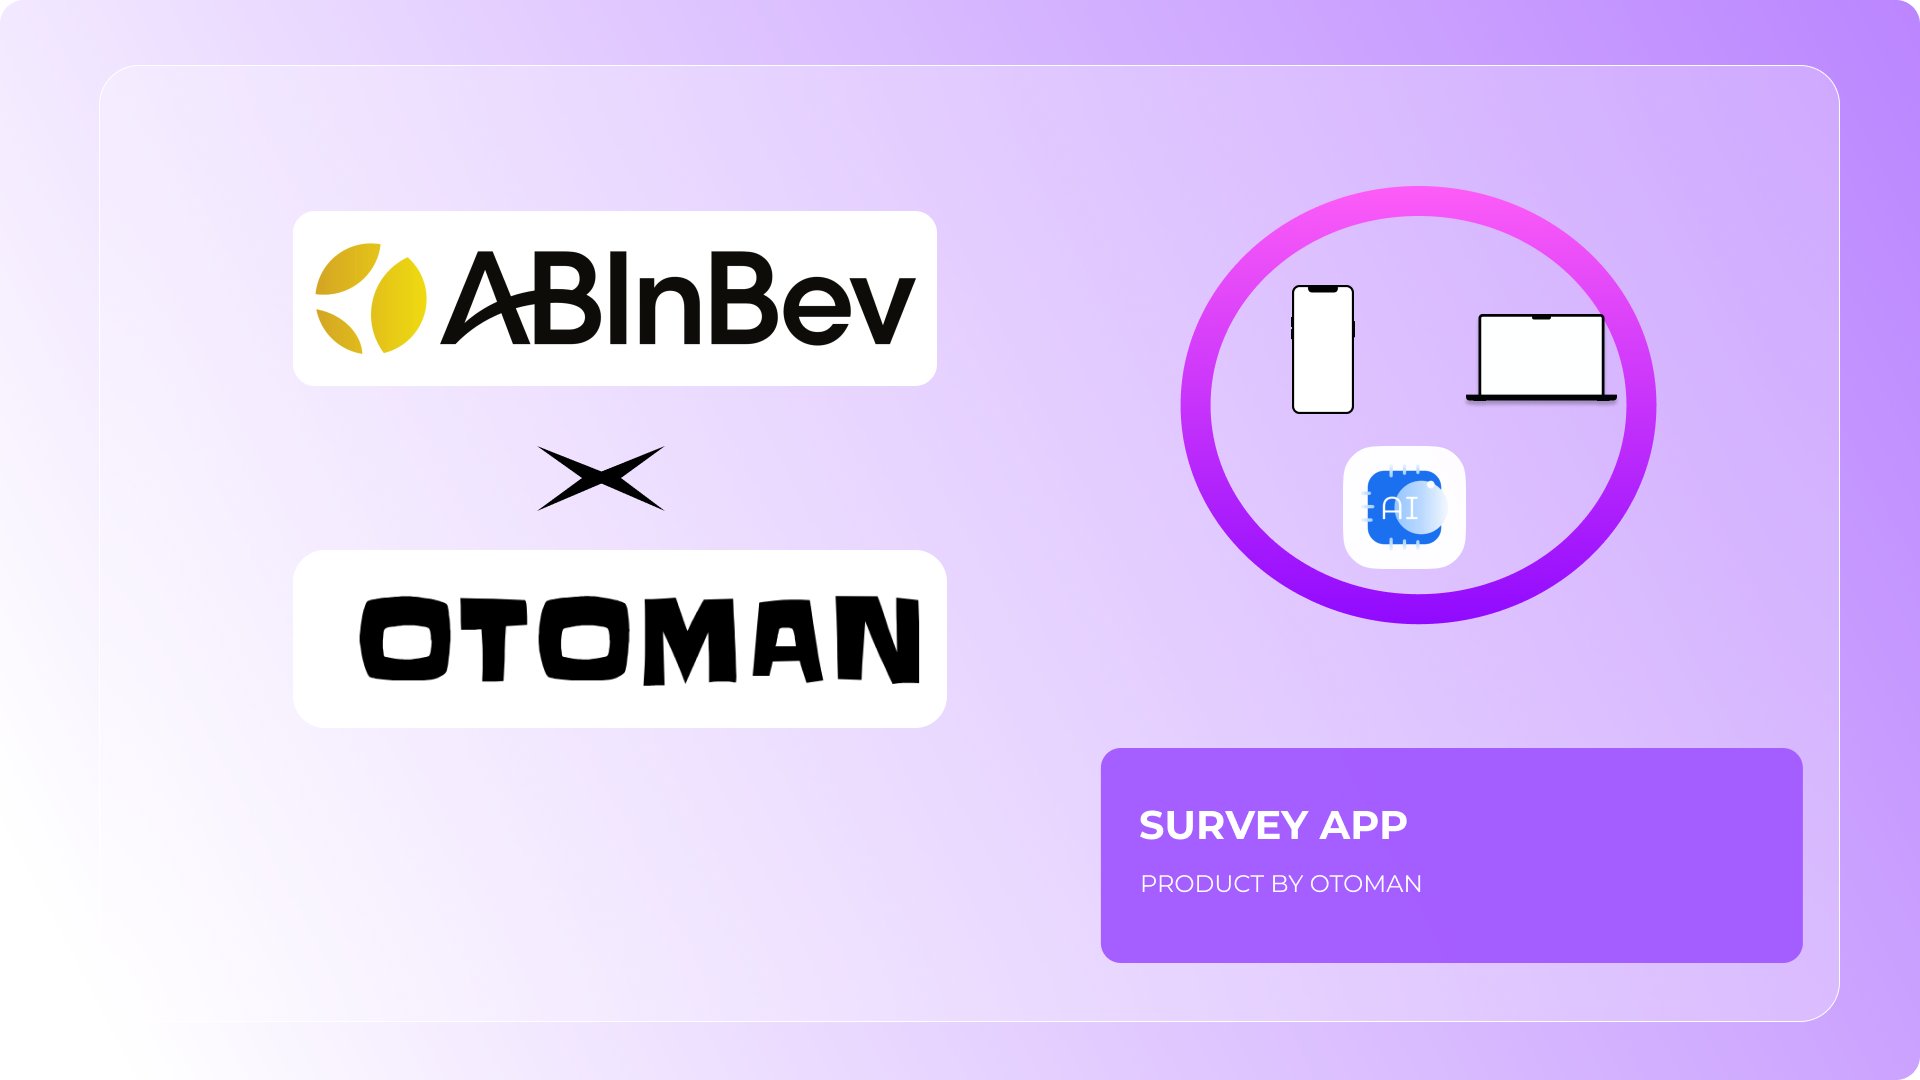 ABInBev
OTOMAN
AI
SURVEY APP
PRODUCT BY OTOMAN